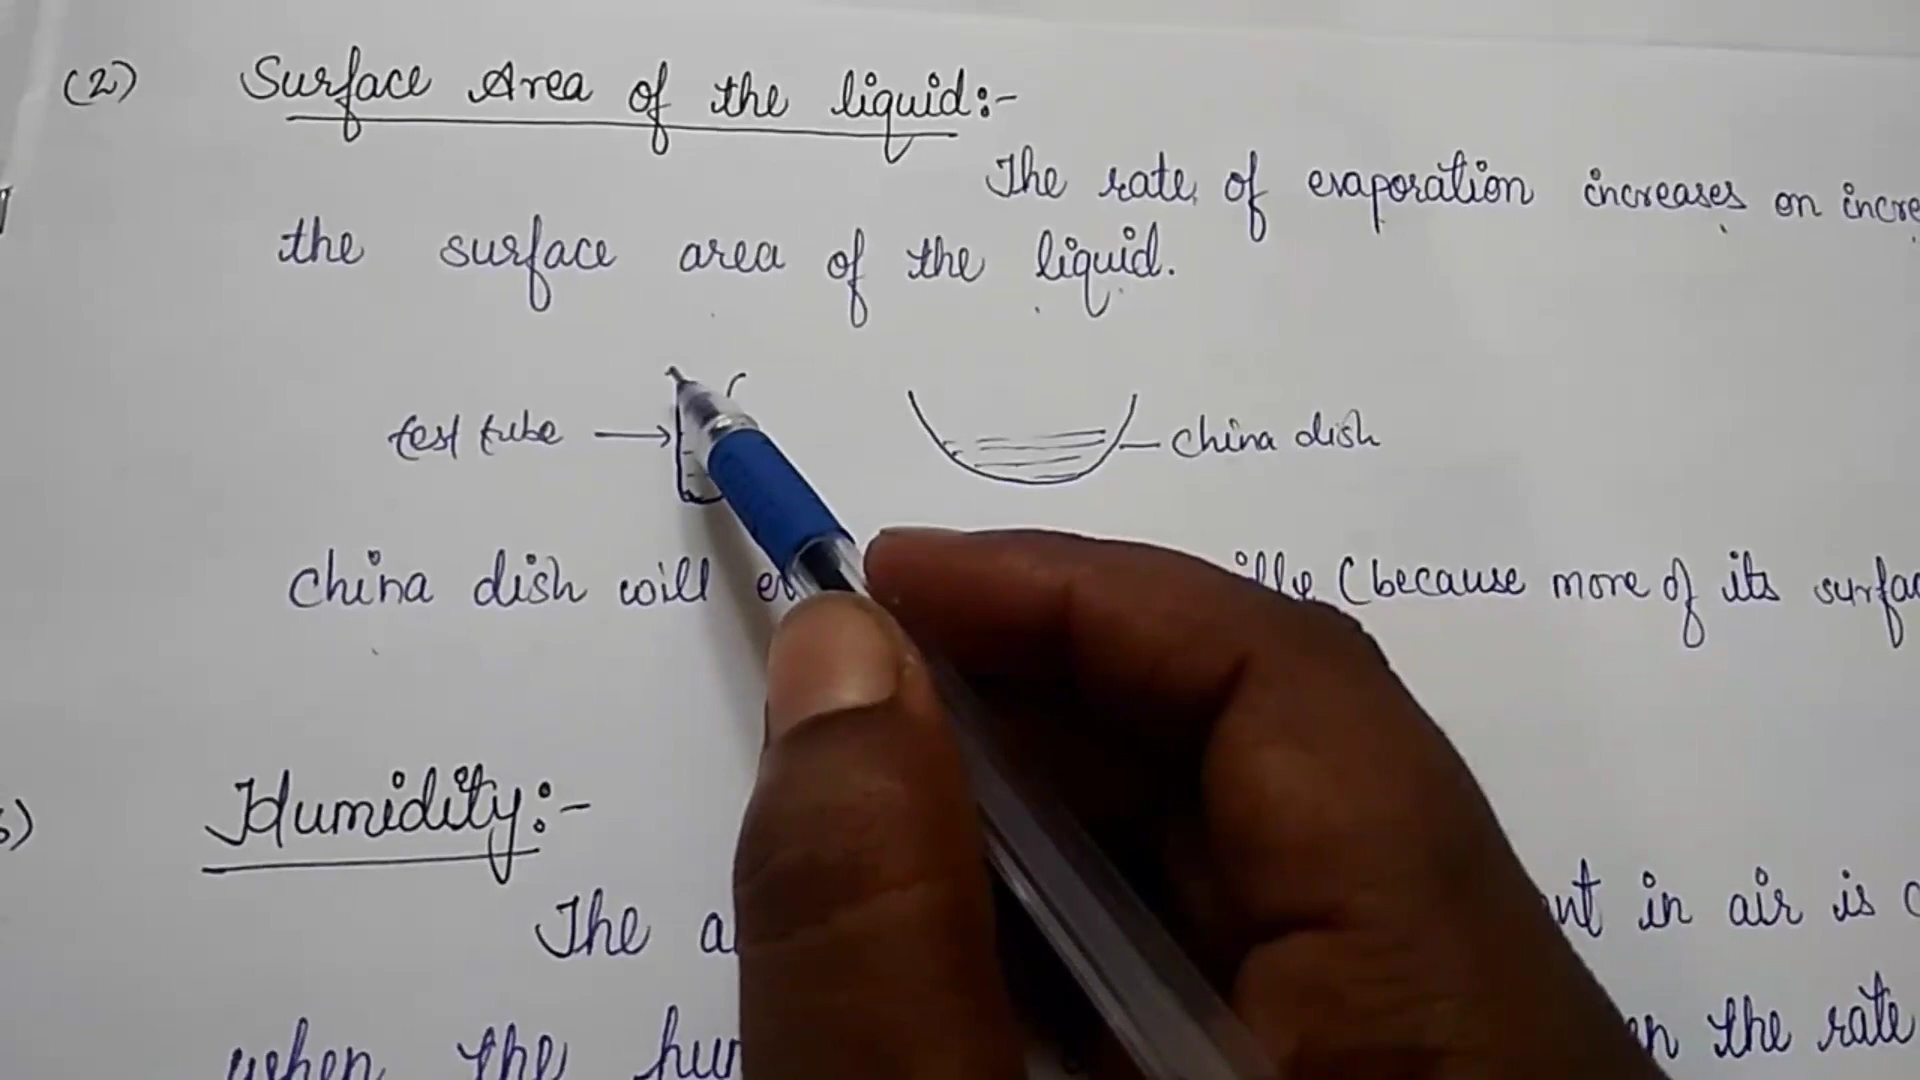 (2) Surface Area of the liquid:-
The rate of evaporation increases on incre
the surface area of the liquid.
test tube
china dish
china dish will (because more of its surfac
Humidity:-
The in air is
when the the rate